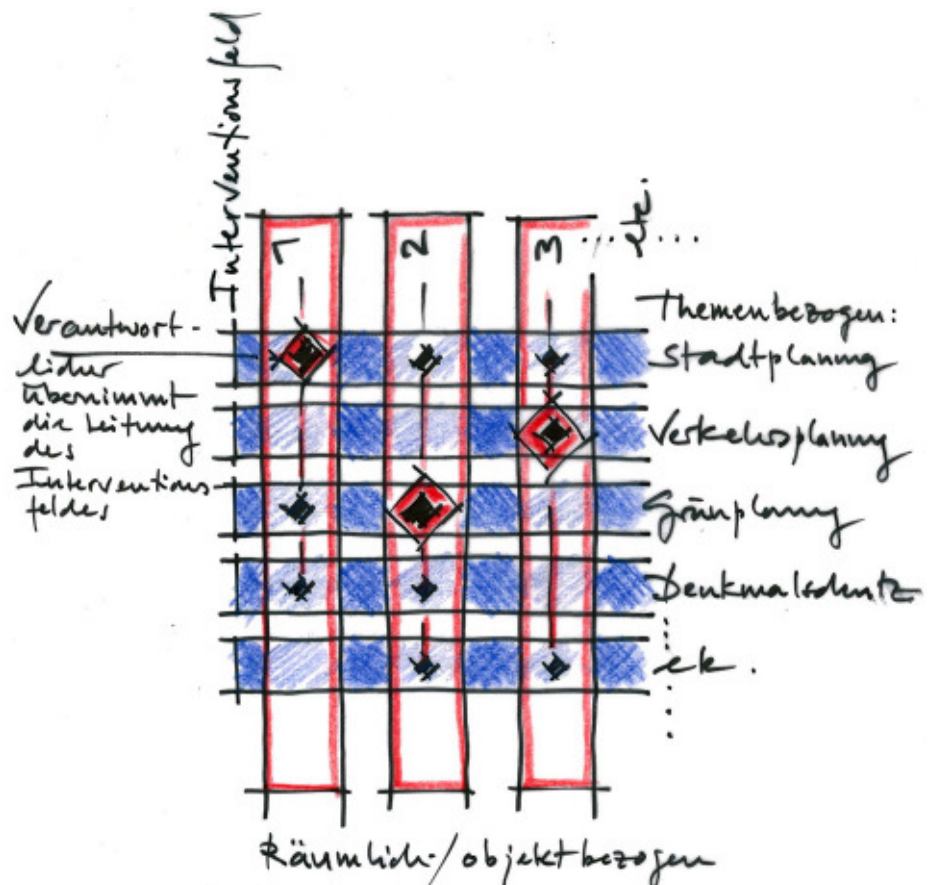 Interventionsfeld
1
2
3 ... etc. ....
Verantwort-
licher
übernimmt
die Leitung
des
Interventions-
feldes
Themenbezogen:
Stadtplanung
Verkehrsplanung
Grünplanung
Denkmalschutz
etc.
Räumlich-/objektbezogen